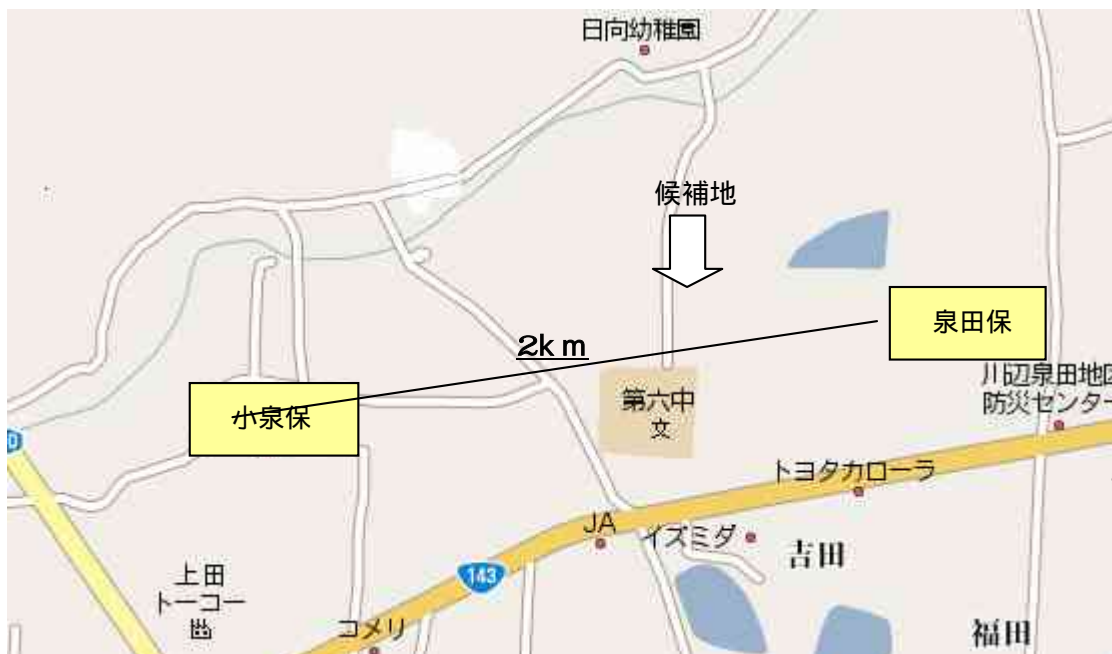 日向幼稚園
候補地
泉田保
2km
小泉保
第六中
文
川辺泉田地区
防災センター
トヨタカローラ
JA
イズミダ
吉田
143
上田
トーコー
コメリ
福田